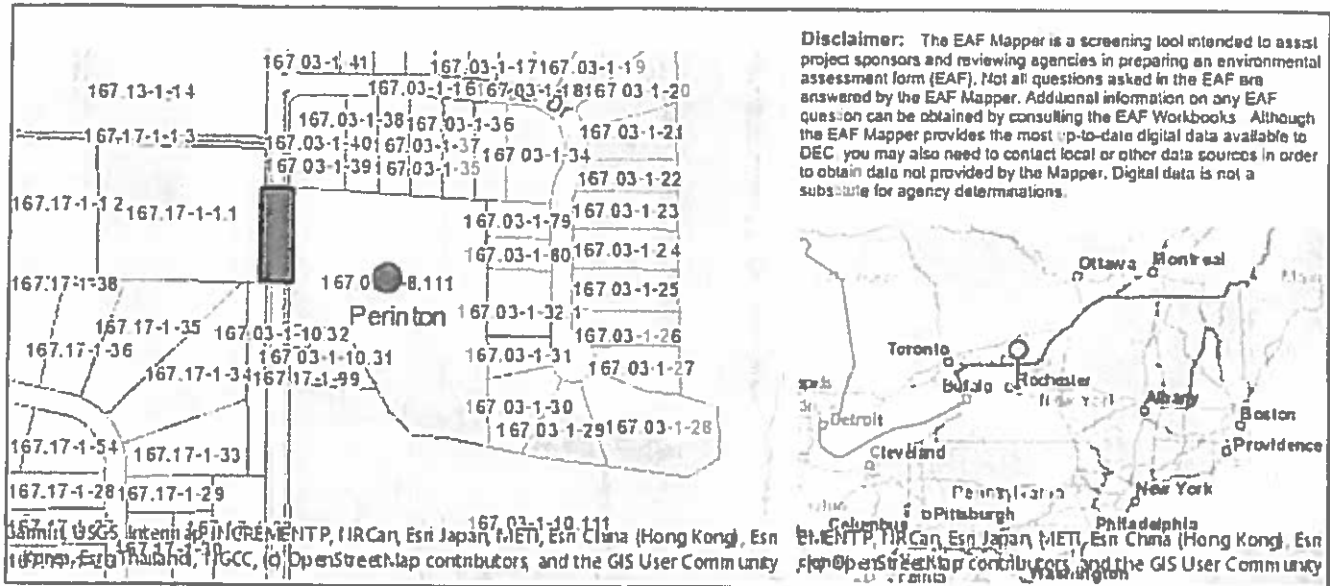 Disclaimer: The EAF Mapper is a screening tool intended to assist
project sponsors and reviewing agencies in preparing an environmental
assessment form (EAF). Not all questions asked in the EAF are
answered by the EAF Mapper. Additional information on any EAF
question can be obtained by consulting the EAF Workbooks. Although
the EAF Mapper provides the most up-to-date digital data available to
DEC, you may also need to contact local or other data sources in order
to obtain data not provided by the Mapper. Digital data is not a
substitute for agency determinations.
167.03-1-41
167.03-1-17
167.03-1-19
167.13-1-14
167.03-1-16
167.03-1-18
167.03-1-20
Dr
167.03-1-38
167.03-1-36
167.03-1-21
167.17-1-1.3
167.03-1-40
67.03-1-37
167.03-1-34
167.03-1-39
67.03-1-35
167.03-1-22
167.17-1-1.2
167.17-1-1.1
167.03-1-79
167.03-1-23
167.03-1-80
167.03-1-24
167.17-1-38
167.0
8.111
167.03-1-25
Perinton
167.03-1-32.1
167.17-1-35
167.03-1-10.32
167.03-1-26
167.17-1-36
167.03-1-10.31
167.03-1-31
167.03-1-27
167.17-1-34
167.17-1-99
167.03-1-30
167.03-1-29
167.03-1-28
167.17-1-54
167.17-1-33
167.17-1-28
167.17-1-29
167.03-1-10.111
Garmin, USGS, Intermap, INCREMENT P, NRCan, Esri Japan, METI, Esri China (Hong Kong), Esri
Korea, Esri (Thailand), NGCC, (c) OpenStreetMap contributors, and the GIS User Community
Ottawa
Montreal
Toronto
Rochester
Buffalo
New York
Albany
Detroit
Boston
Cleveland
Providence
Pennsylvania
New York
Pittsburgh
Columbus
Philadelphia
EMENT P, NRCan, Esri Japan, METI, Esri China (Hong Kong), Esri
OpenStreetMap contributors, and the GIS User Community
Washington